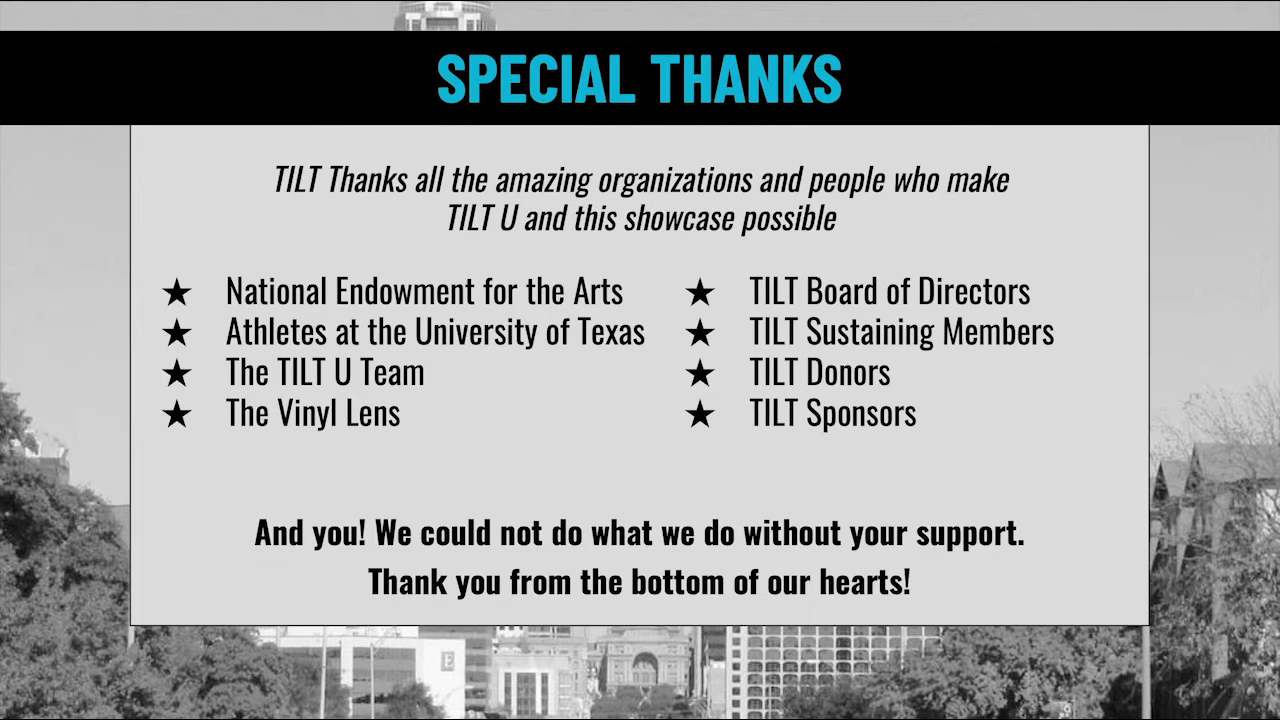 SPECIAL THANKS
TILT Thanks all the amazing organizations and people who make
TILT U and this showcase possible
★ National Endowment for the Arts
★ Athletes at the University of Texas
★ The TILT U Team
★ The Vinyl Lens
★ TILT Board of Directors
★ TILT Sustaining Members
★ TILT Donors
★ TILT Sponsors
And you! We could not do what we do without your support.
Thank you from the bottom of our hearts!
E